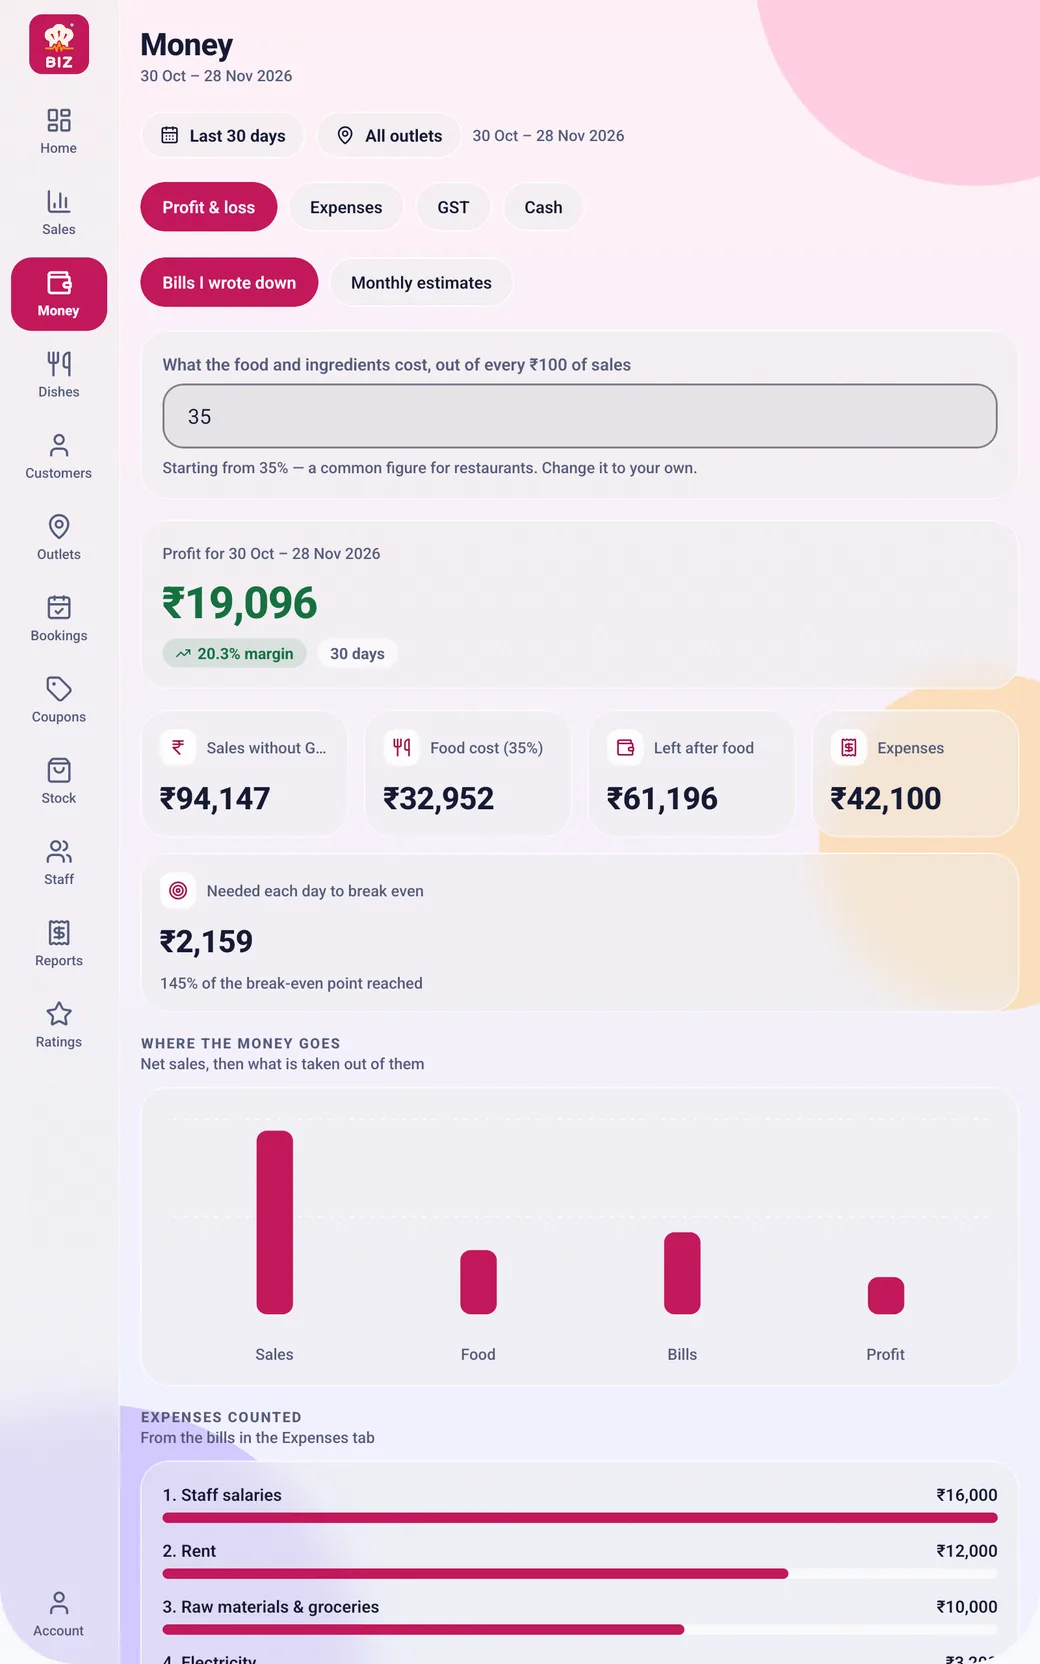 BIZ
Home
Sales
Money
Dishes
Customers
Outlets
Bookings
Coupons
Stock
Staff
Reports
Ratings
Account
Money
30 Oct – 28 Nov 2026
Last 30 days
All outlets
30 Oct – 28 Nov 2026
Profit & loss
Expenses
GST
Cash
Bills I wrote down
Monthly estimates
What the food and ingredients cost, out of every ₹100 of sales
35
Starting from 35% — a common figure for restaurants. Change it to your own.
Profit for 30 Oct – 28 Nov 2026
₹19,096
20.3% margin
30 days
Sales without G...
₹94,147
Food cost (35%)
₹32,952
Left after food
₹61,196
Expenses
₹42,100
Needed each day to break even
₹2,159
145% of the break-even point reached
WHERE THE MONEY GOES
Net sales, then what is taken out of them
Sales
Food
Bills
Profit
EXPENSES COUNTED
From the bills in the Expenses tab
1. Staff salaries
₹16,000
2. Rent
₹12,000
3. Raw materials & groceries
₹10,000
4. Electricity